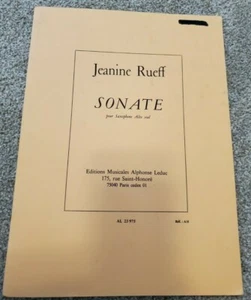 Jeanine Rueff
SONATE
pour Saxophone Alto seul
Editions Musicales Alphonse Leduc
175, rue Saint-Honoré
75040 Paris cedex 01